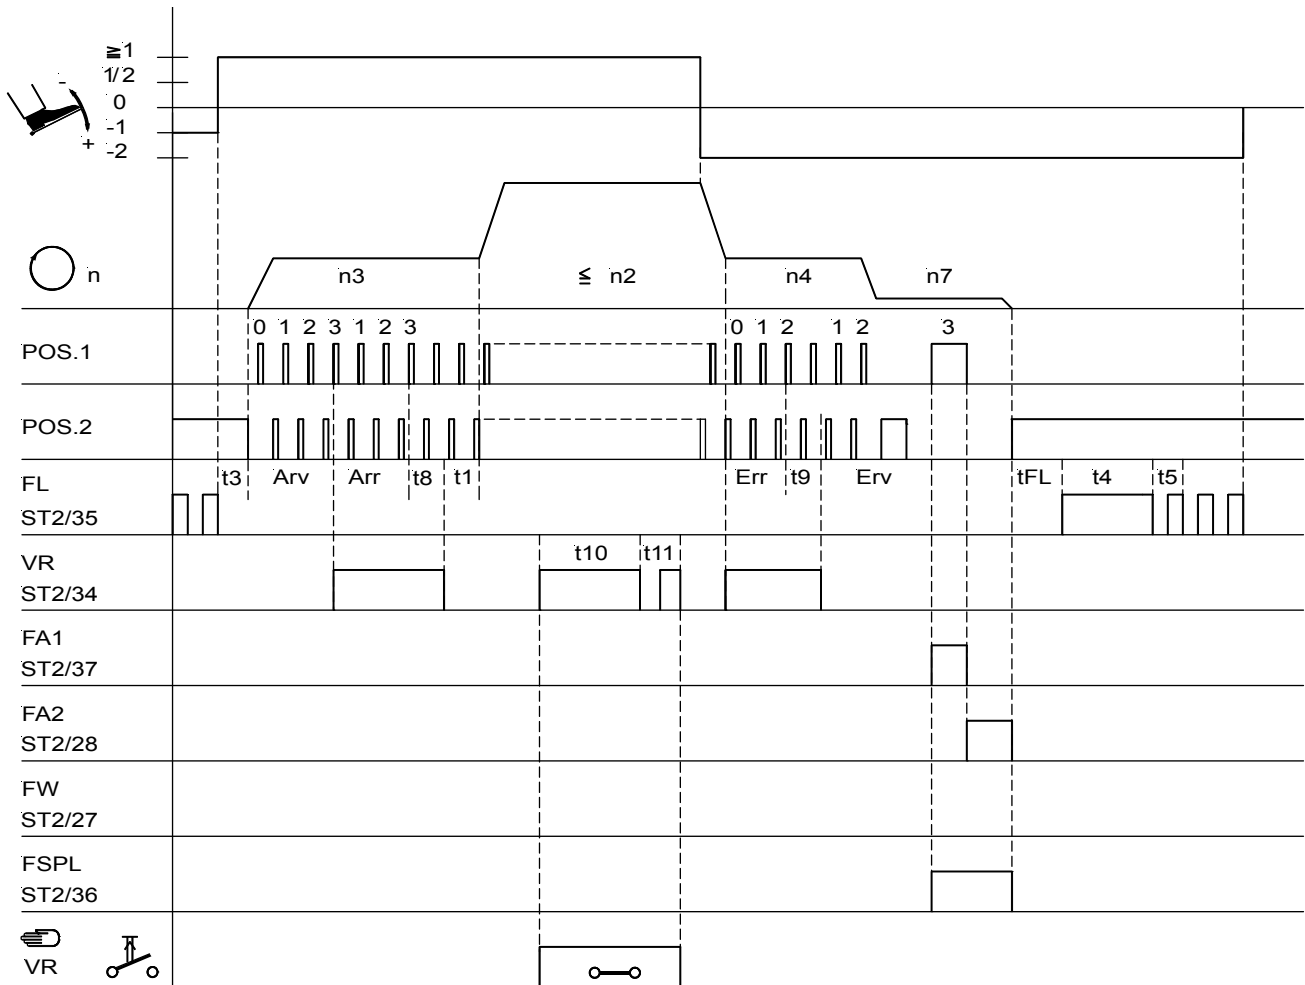 ≧1
1/2
0
-1
-2
-
+
n
n3
≦ n2
n4
n7
0 1 2 3 1 2 3
0 1 2 1 2
3
POS.1
POS.2
t3 Arv Arr t8 t1
Err t9 Erv
tFL t4 t5
FL
ST2/35
VR
ST2/34
t10 t11
FA1
ST2/37
FA2
ST2/28
FW
ST2/27
FSPL
ST2/36
VR